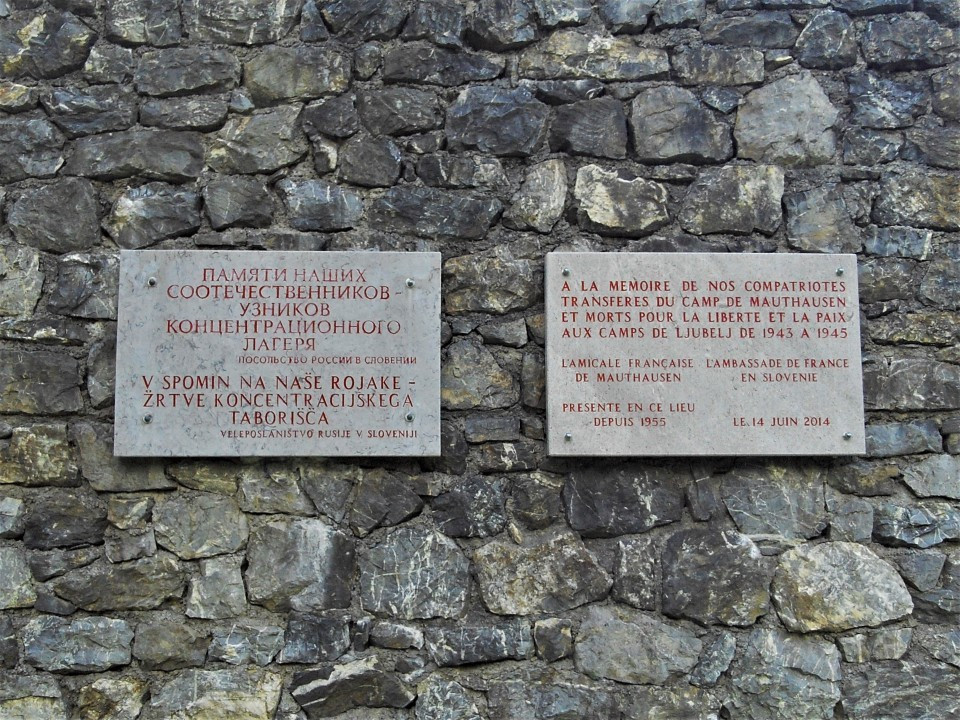 ПАМЯТИ НАШИХ
СООТЕЧЕСТВЕННИКОВ -
УЗНИКОВ
КОНЦЕНТРАЦИОННОГО
ЛАГЕРЯ
ПОСОЛЬСТВО РОССИИ В СЛОВЕНИИ
V SPOMIN NA NAŠE ROJAKE -
ŽRTVE KONCENTRACIJSKEGA
TABORIŠČA
VELEPOSLANIŠTVO RUSIJE V SLOVENIJI
A LA MEMOIRE DE NOS COMPATRIOTES
TRANSFERES DU CAMP DE MAUTHAUSEN
ET MORTS POUR LA LIBERTE ET LA PAIX
AUX CAMPS DE LJUBELJ DE 1943 A 1945
L'AMICALE FRANÇAISE
DE MAUTHAUSEN
L'AMBASSADE DE FRANCE
EN SLOVENIE
PRESENTE EN CE LIEU
DEPUIS 1955
LE 14 JUIN 2014